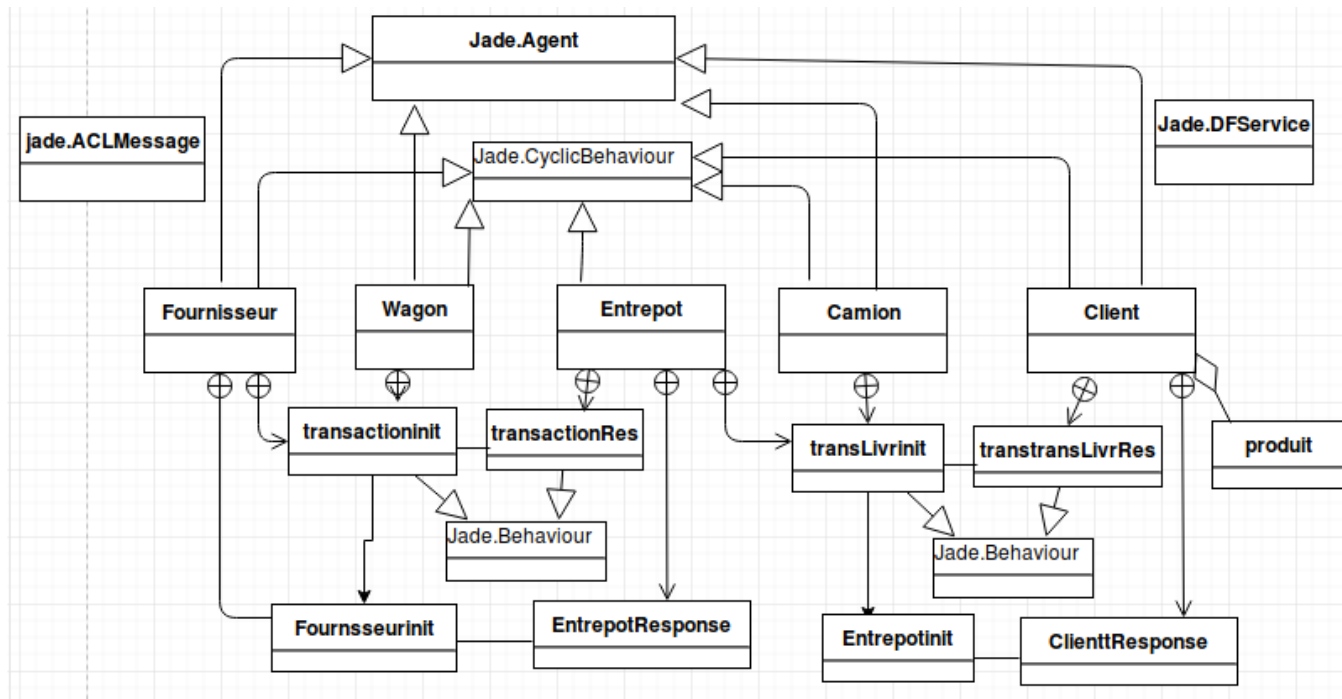 Jade.Agent
jade.ACLMessage
Jade.DFService
Jade.CyclicBehaviour
Fournisseur
Wagon
Entrepot
Camion
Client
transactioninit
transactionRes
transLivrinit
transtransLivrRes
produit
Jade.Behaviour
Jade.Behaviour
Fournsseurinit
EntrepotResponse
Entrepotinit
ClienttResponse